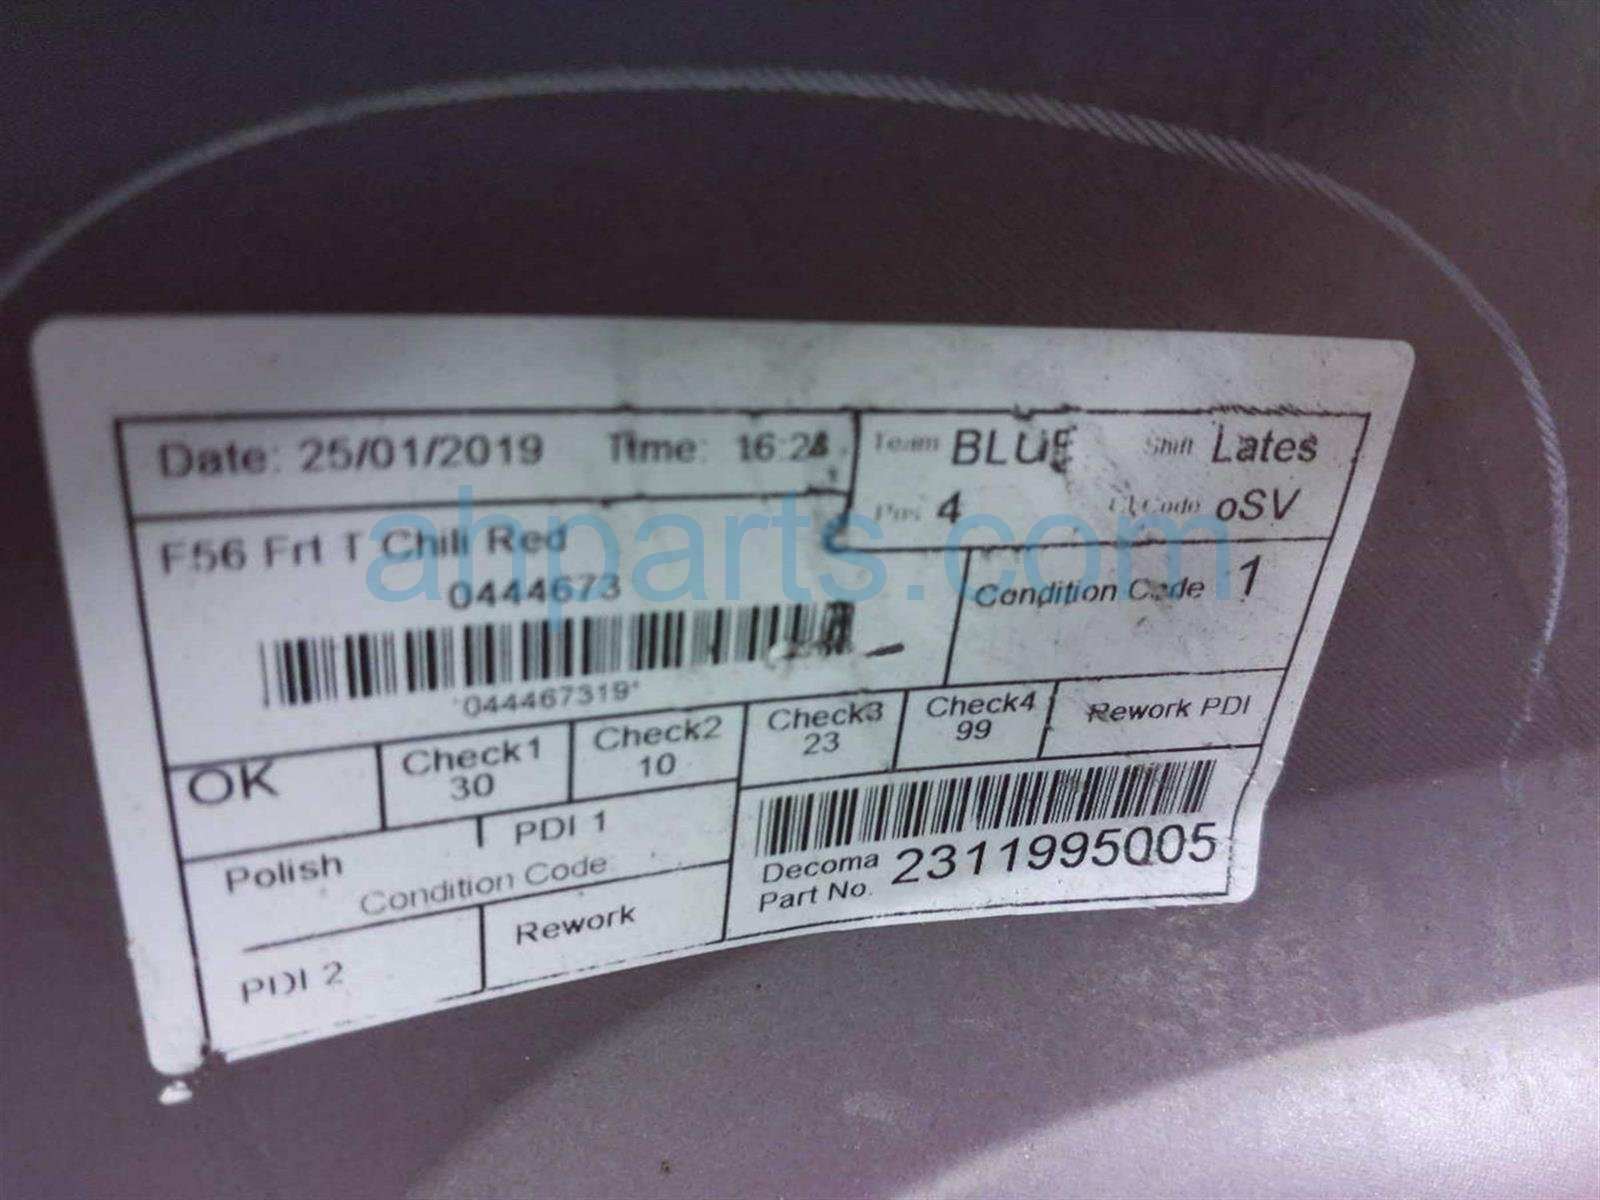 Date: 25/01/2019 Time: 16:28 Team BLUE Shift Lates
Pos 4 Code oSV
F56 Frt T Chili Red
0444673
Condition Code 1
*044467319*
OK Check1 30 Check2 10 Check3 23 Check4 99 Rework PDI
Polish PDI 1
Condition Code:
Decoma Part No. 2311995005
PDI 2 Rework
ahparts.com